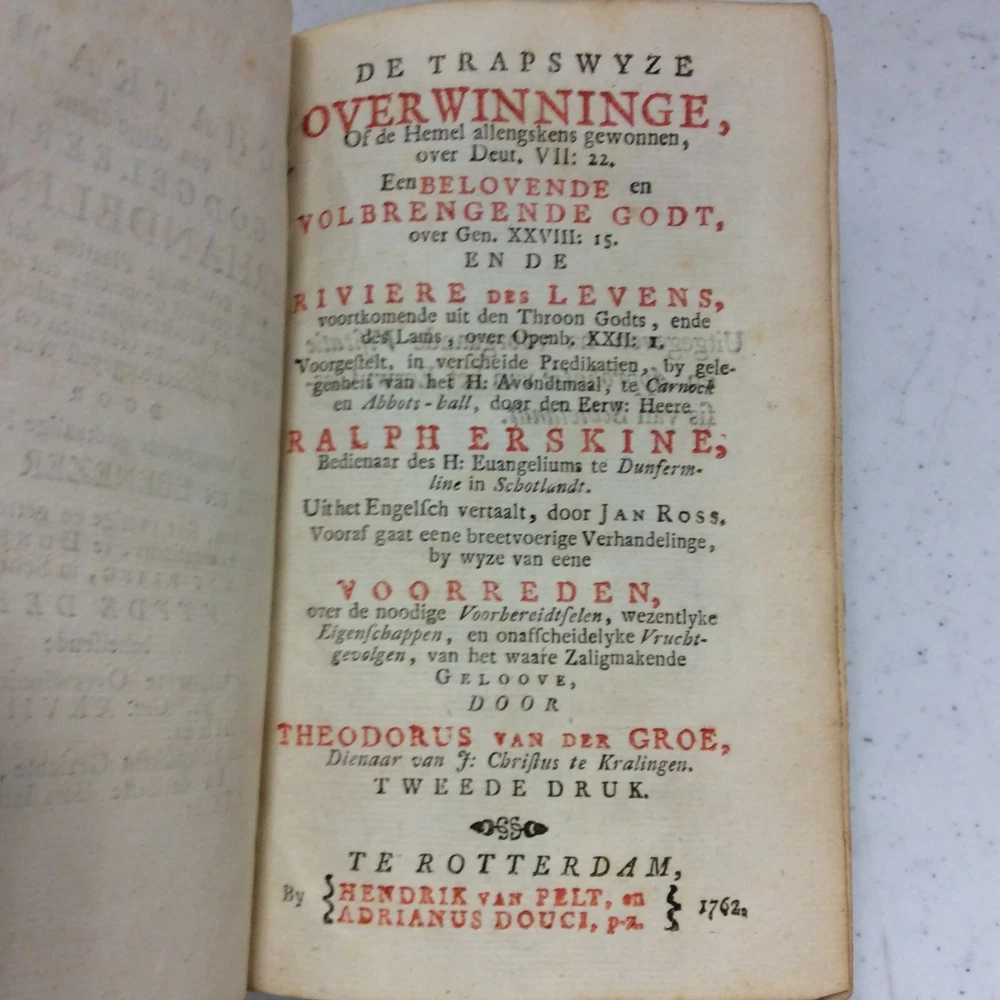 DE TRAPSWYZE
OVERWINNINGE,
Of de Hemel allengskens gewonnen,
over Deut. VII: 22.
Een BELOVENDE en
VOLBRENGENDE GODT,
over Gen. XXVIII: 15.
ENDE
RIVIERE DES LEVENS,
voortkomende uit den Throon Godts, ende
des Lams, over Openb. XXII: 1.
Voorgeſtelt, in verſcheide Predikatien, by gele-
genheit van het H: Avondtmaal, te Carnock
en Abbots-hall, door den Eerw: Heere
RALPH ERSKINE,
Bedienaar des H: Euangeliums te Dunferm-
line in Schotlandt.
Uit het Engelſch vertaalt, door JAN ROSS.
Vooraf gaat eene breetvoerige Verhandelinge,
by wyze van eene
VOORREDEN,
over de noodige Voorbereidtſelen, wezentlyke
Eigenſchappen, en onafſcheidelyke Vrucht-
gevolgen, van het waare Zaligmakende
GELOOVE,
DOOR
THEODORUS VAN DER GROE,
Dienaar van J: Chriſtus te Kralingen.
TWEEDE DRUK.
TE ROTTERDAM,
By HENDRIK VAN PELT, en
ADRIANUS DOUCI, p-z. 1762.